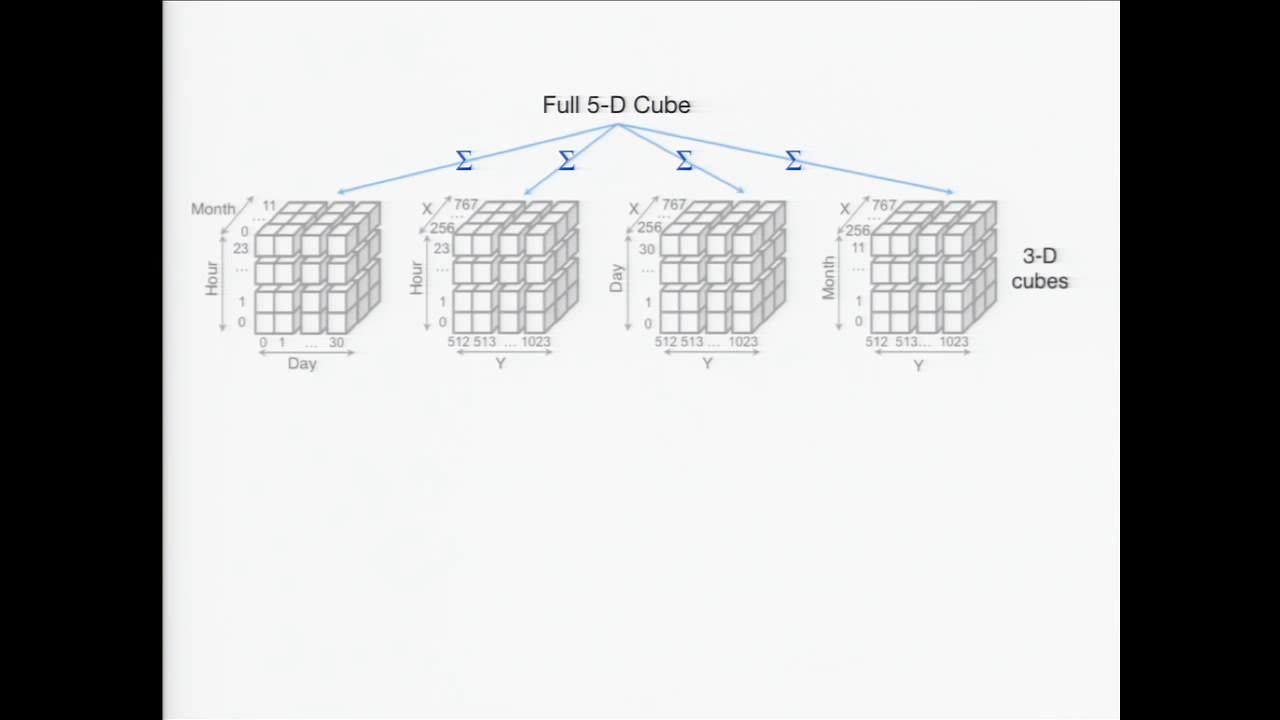 Full 5-D Cube
Σ Σ Σ Σ
Month 11 ... 0
23 ... 1 0
Hour
0 1 ... 30
Day
X 767 ... 256
23 ... 1 0
Hour
512 513 ... 1023
Y
X 767 ... 256
30 ... 1 0
Day
512 513 ... 1023
Y
X 767 ... 256
11 ... 1 0
Month
512 513... 1023
Y
3-D
cubes